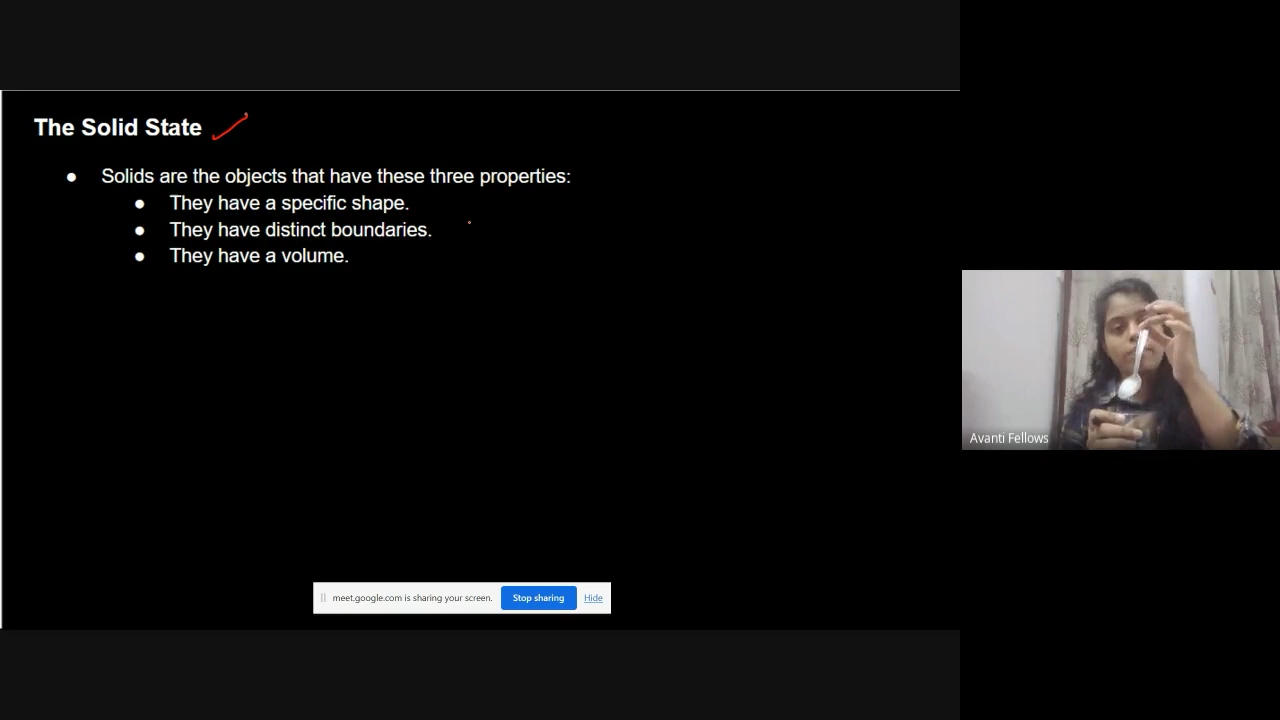 The Solid State
● Solids are the objects that have these three properties:
● They have a specific shape.
● They have distinct boundaries.
● They have a volume.
Avanti Fellows
meet.google.com is sharing your screen. Stop sharing Hide